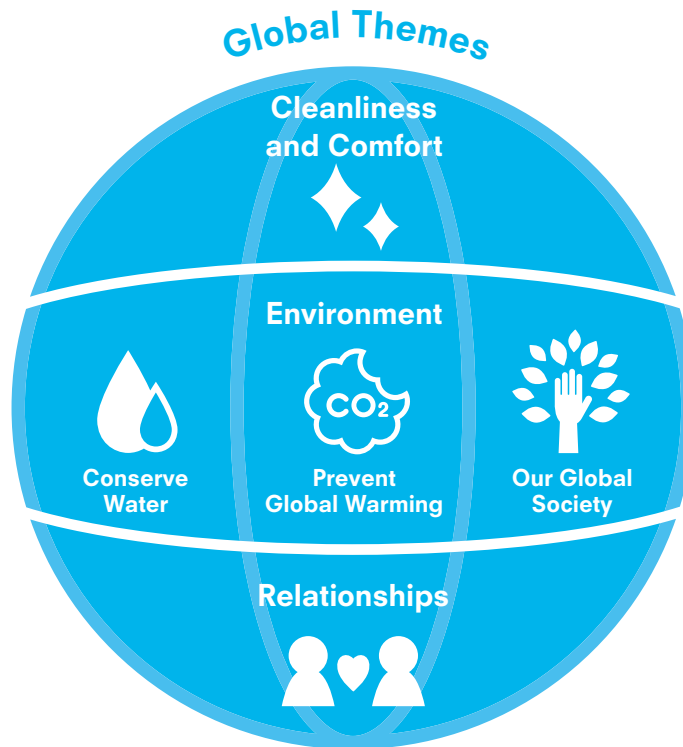 Global Themes
Cleanliness
and Comfort
Environment
CO2
Conserve
Water
Prevent
Global Warming
Our Global
Society
Relationships